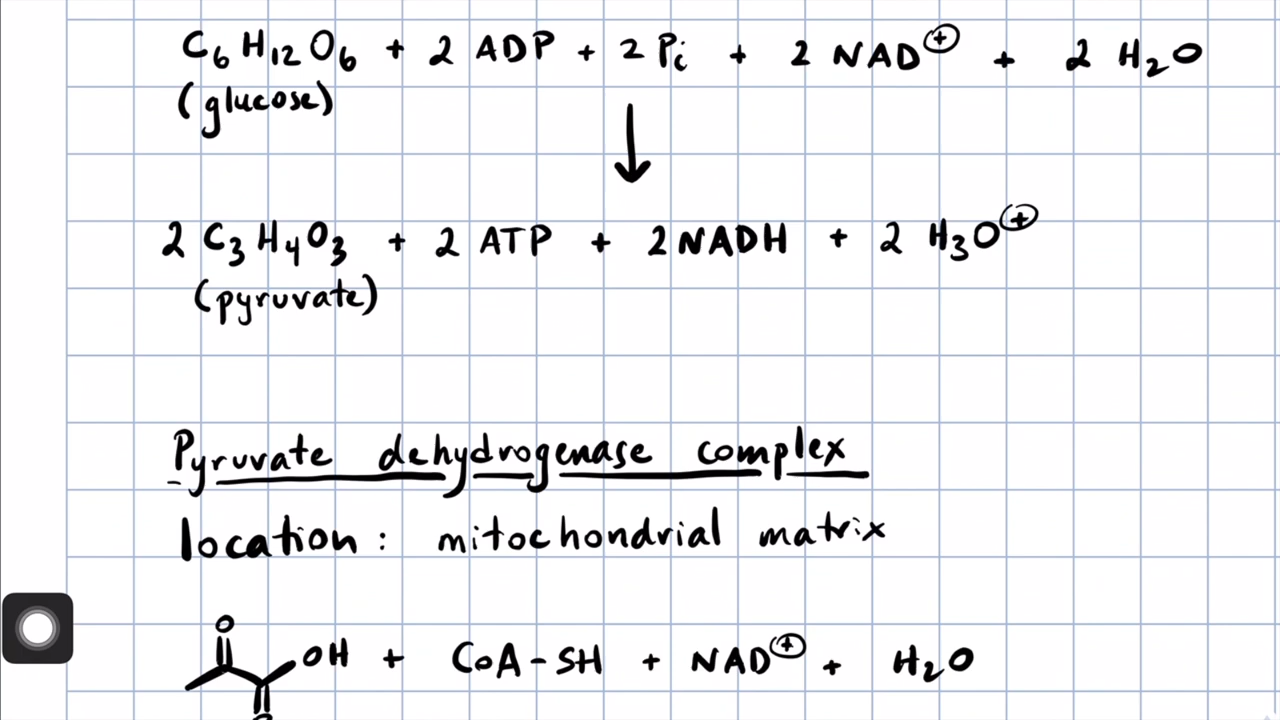 C₆H₁₂O₆ + 2 ADP + 2 Pᵢ + 2 NAD⊕ + 2 H₂O
(glucose)
↓
2 C₃H₄O₃ + 2 ATP + 2 NADH + 2 H₃O⊕
(pyruvate)
Pyruvate dehydrogenase complex
location: mitochondrial matrix
O
OH + CoA-SH + NAD⊕ + H₂O